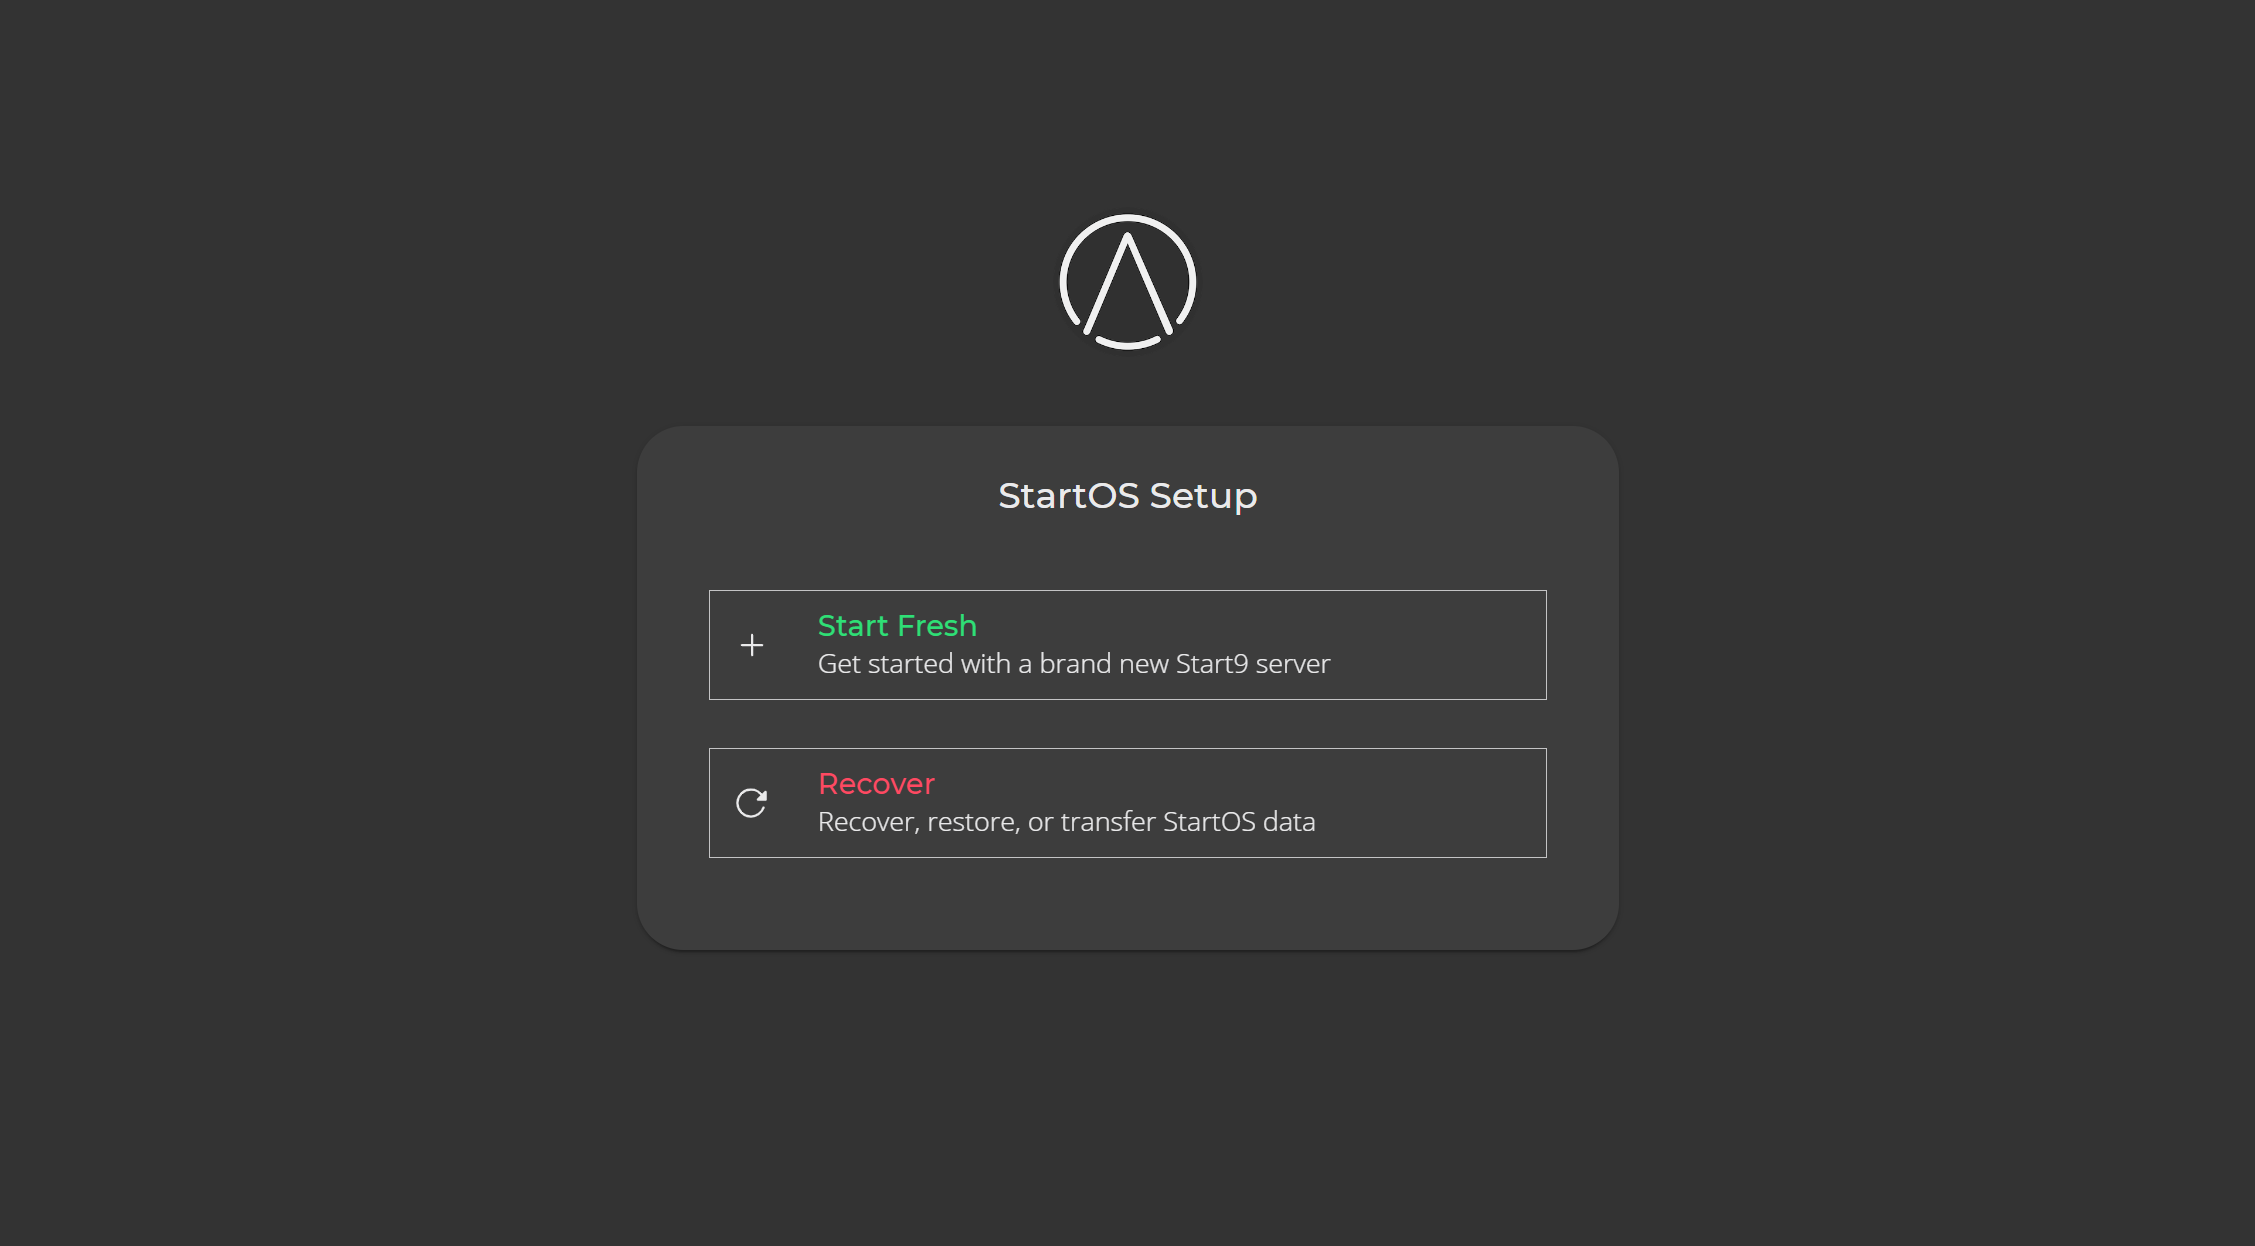 StartOS Setup
Start Fresh
Get started with a brand new Start9 server
Recover
Recover, restore, or transfer StartOS data